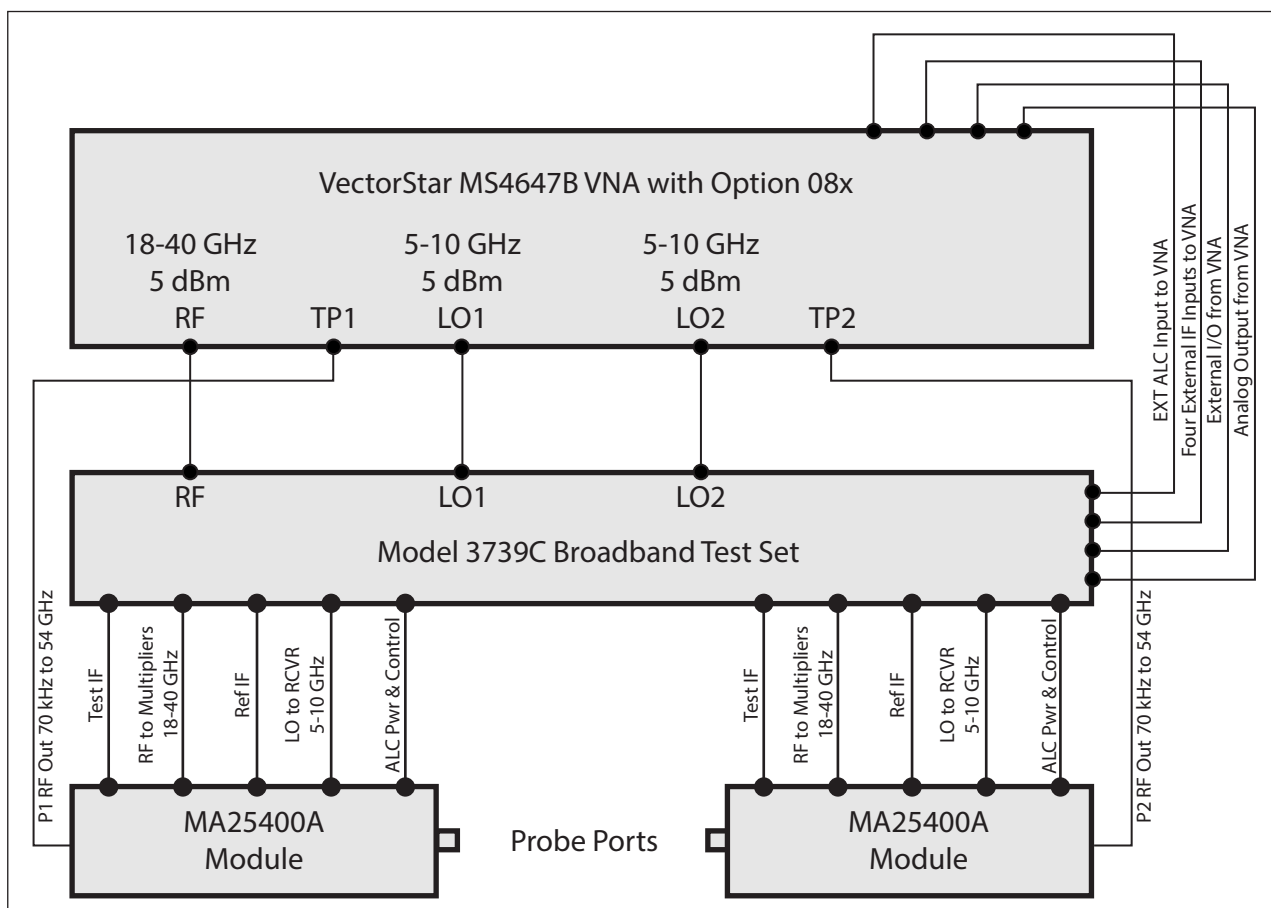 VectorStar MS4647B VNA with Option 08x
18-40 GHz
5 dBm
RF
TP1
5-10 GHz
5 dBm
LO1
5-10 GHz
5 dBm
LO2
TP2
EXT ALC Input to VNA
Four External IF Inputs to VNA
External I/O from VNA
Analog Output from VNA
RF
LO1
LO2
Model 3739C Broadband Test Set
P1 RF Out 70 kHz to 54 GHz
Test IF
RF to Multipliers
18-40 GHz
Ref IF
LO to RCVR
5-10 GHz
ALC Pwr & Control
Test IF
RF to Multipliers
18-40 GHz
Ref IF
LO to RCVR
5-10 GHz
ALC Pwr & Control
P2 RF Out 70 kHz to 54 GHz
MA25400A
Module
Probe Ports
MA25400A
Module